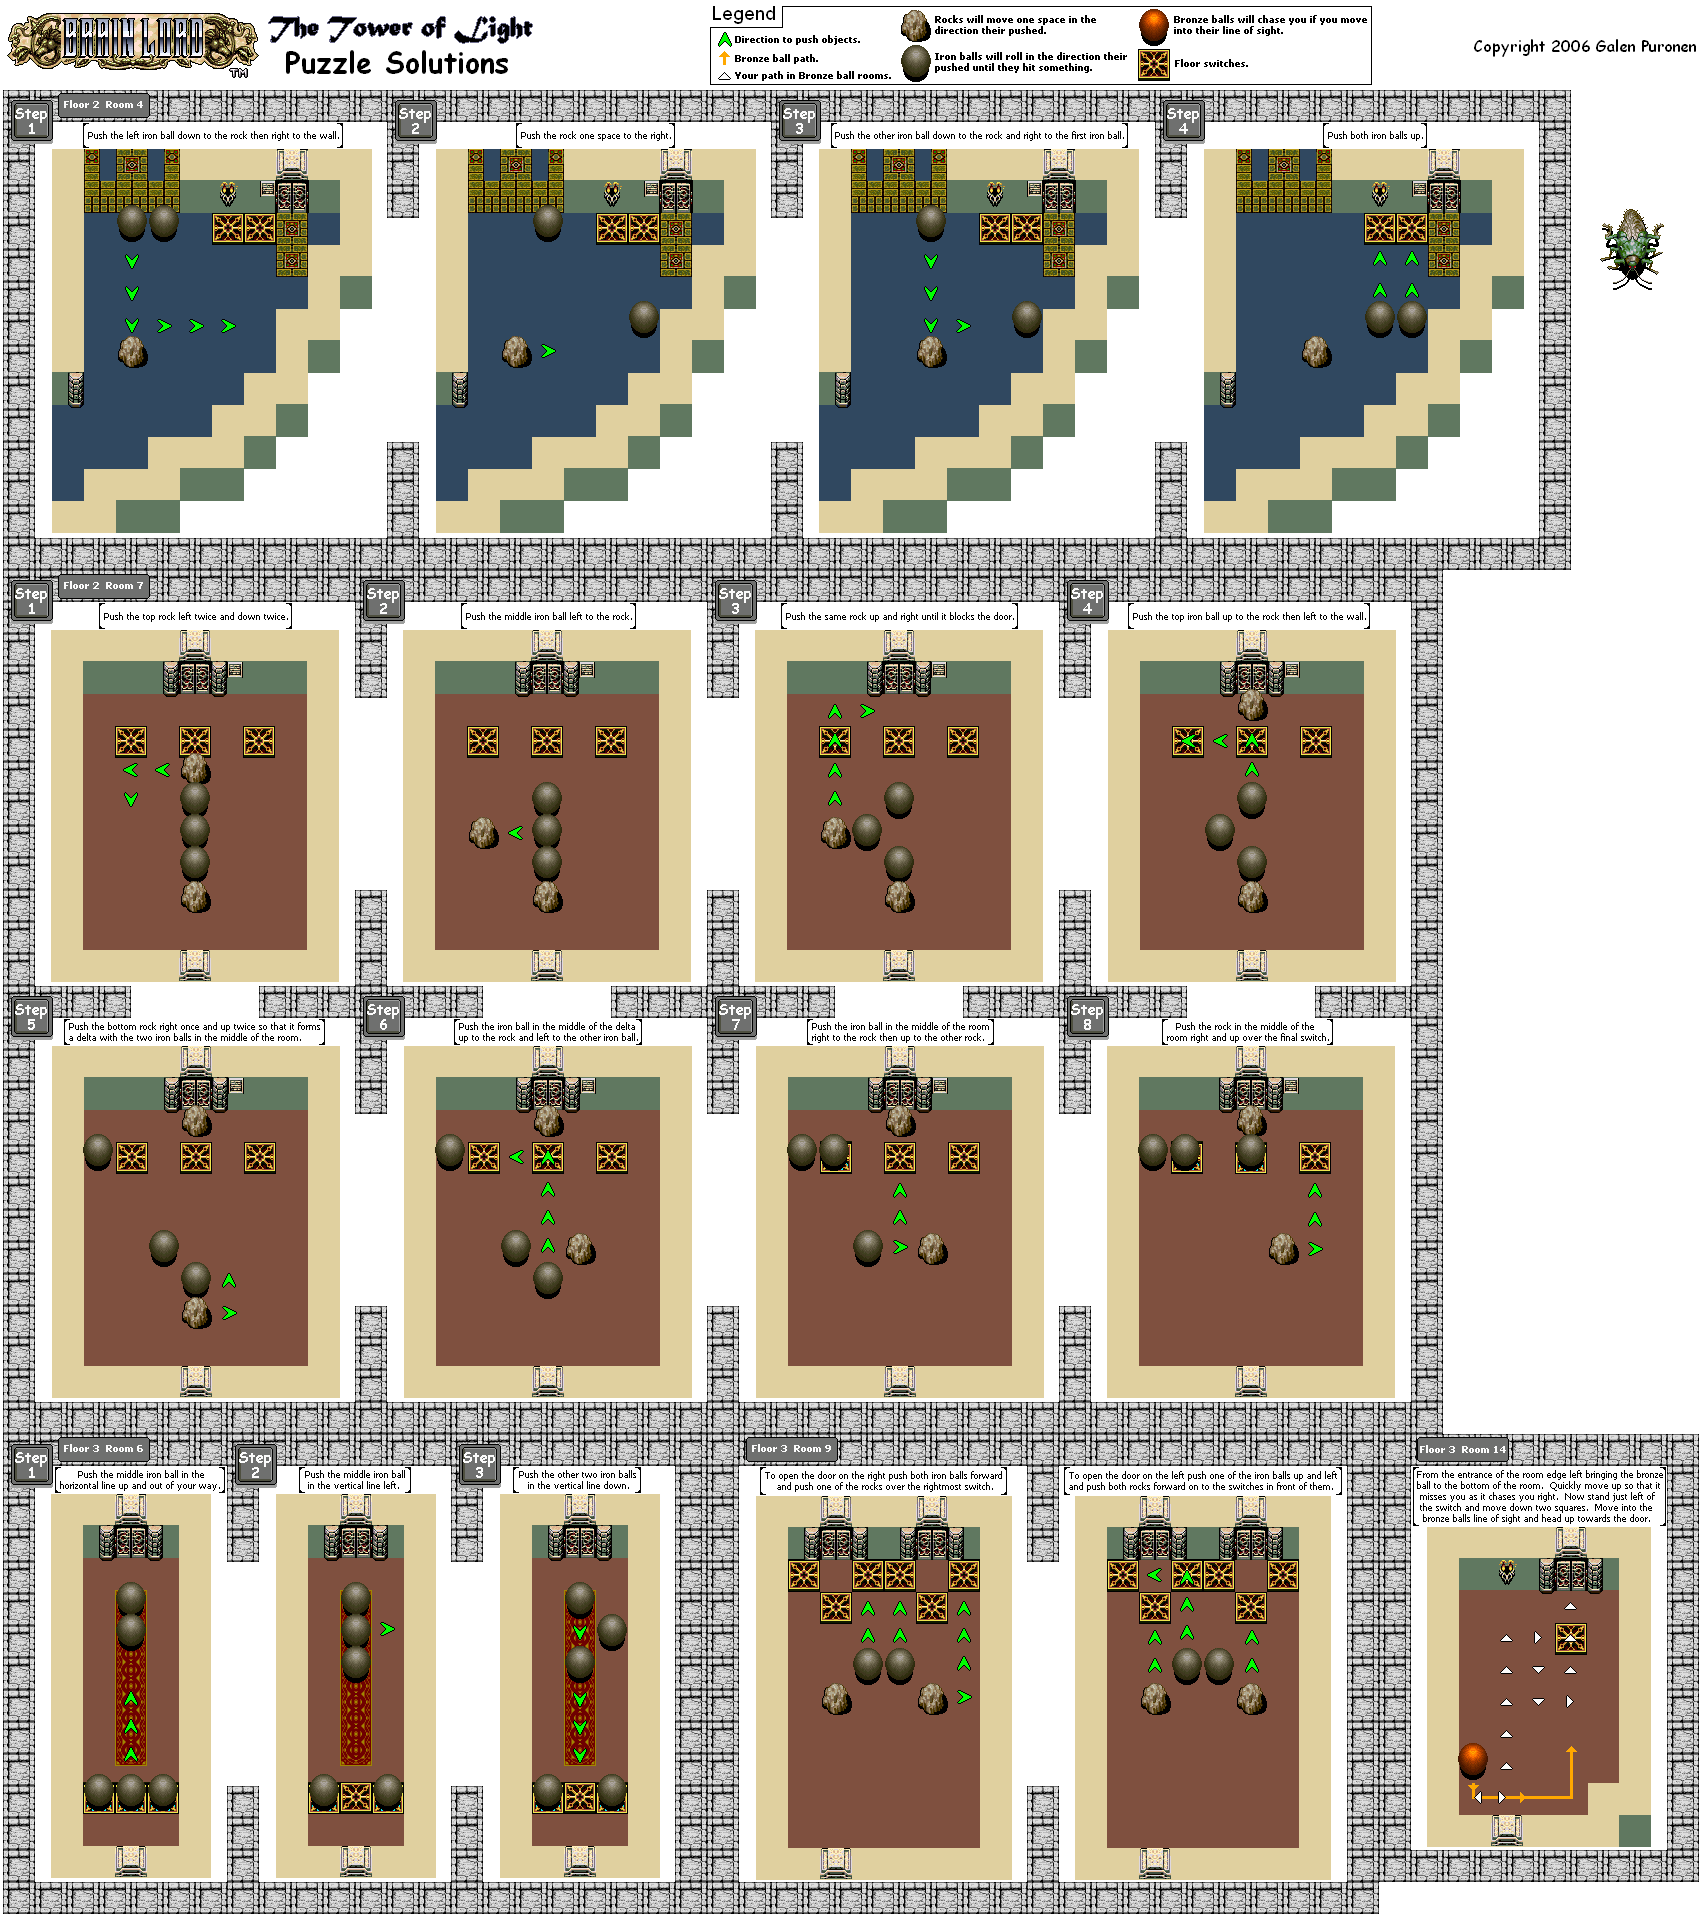 BRAIN LORD
TM
The Tower of Light
Puzzle Solutions
Legend
Direction to push objects.
Bronze ball path.
Your path in Bronze ball rooms.
Rocks will move one space in the
direction their pushed.
Iron balls will roll in the direction their
pushed until they hit something.
Bronze balls will chase you if you move
into their line of sight.
Floor switches.
Copyright 2006 Galen Puronen
Floor 2 Room 4
Step 1
Push the left iron ball down to the rock then right to the wall.
Step 2
Push the rock one space to the right.
Step 3
Push the other iron ball down to the rock and right to the first iron ball.
Step 4
Push both iron balls up.
Floor 2 Room 7
Step 1
Push the top rock left twice and down twice.
Step 2
Push the middle iron ball left to the rock.
Step 3
Push the same rock up and right until it blocks the door.
Step 4
Push the top iron ball up to the rock then left to the wall.
Step 5
Push the bottom rock right once and up twice so that it forms
a delta with the two iron balls in the middle of the room.
Step 6
Push the iron ball in the middle of the delta
up to the rock and left to the other iron ball.
Step 7
Push the iron ball in the middle of the room
right to the rock then up to the other rock.
Step 8
Push the rock in the middle of the
room right and up over the final switch.
Floor 3 Room 6
Step 1
Push the middle iron ball in the
horizontal line up and out of your way.
Step 2
Push the middle iron ball
in the vertical line left.
Step 3
Push the other two iron balls
in the vertical line down.
Floor 3 Room 9
To open the door on the right push both iron balls forward
and push one of the rocks over the rightmost switch.
To open the door on the left push one of the iron balls up and left
and push both rocks forward on to the switches in front of them.
Floor 3 Room 14
From the entrance of the room edge left bringing the bronze
ball to the bottom of the room. Quickly move up so that it
misses you as it chases you right. Now stand just left of
the switch and move down two squares. Move into the
bronze balls line of sight and head up towards the door.